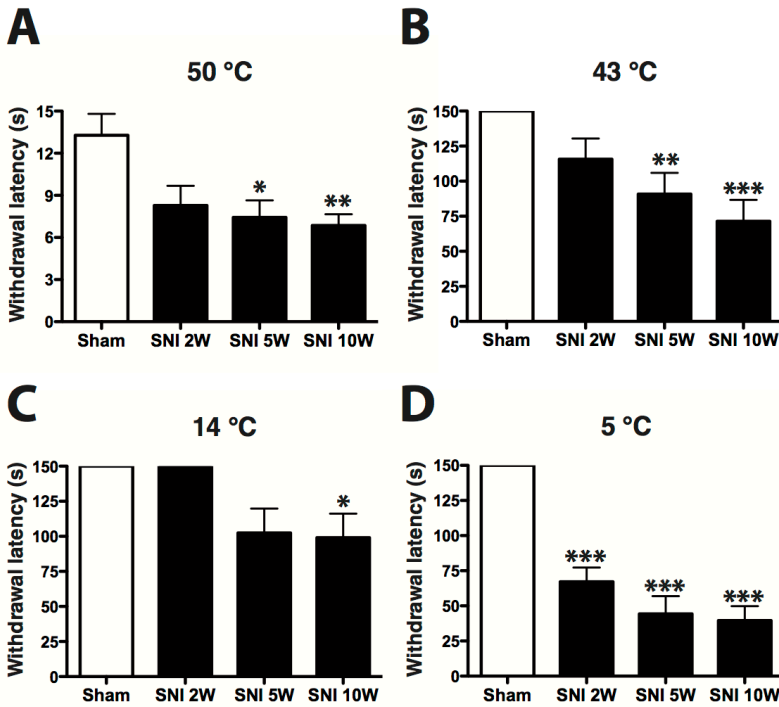 A
50 °C
Withdrawal latency (s)
15
12
9
6
3
0
*
**
Sham SNI 2W SNI 5W SNI 10W
B
43 °C
Withdrawal latency (s)
150
125
100
75
50
25
0
**
***
Sham SNI 2W SNI 5W SNI 10W
C
14 °C
Withdrawal latency (s)
150
125
100
75
50
25
0
*
Sham SNI 2W SNI 5W SNI 10W
D
5 °C
Withdrawal latency (s)
150
125
100
75
50
25
0
***
***
***
Sham SNI 2W SNI 5W SNI 10W